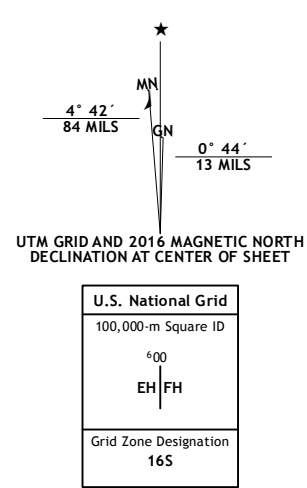 ★
MN
4° 42´
84 MILS
GN
0° 44´
13 MILS
UTM GRID AND 2016 MAGNETIC NORTH
DECLINATION AT CENTER OF SHEET
U.S. National Grid
100,000-m Square ID
⁶00
EH FH
Grid Zone Designation
16S